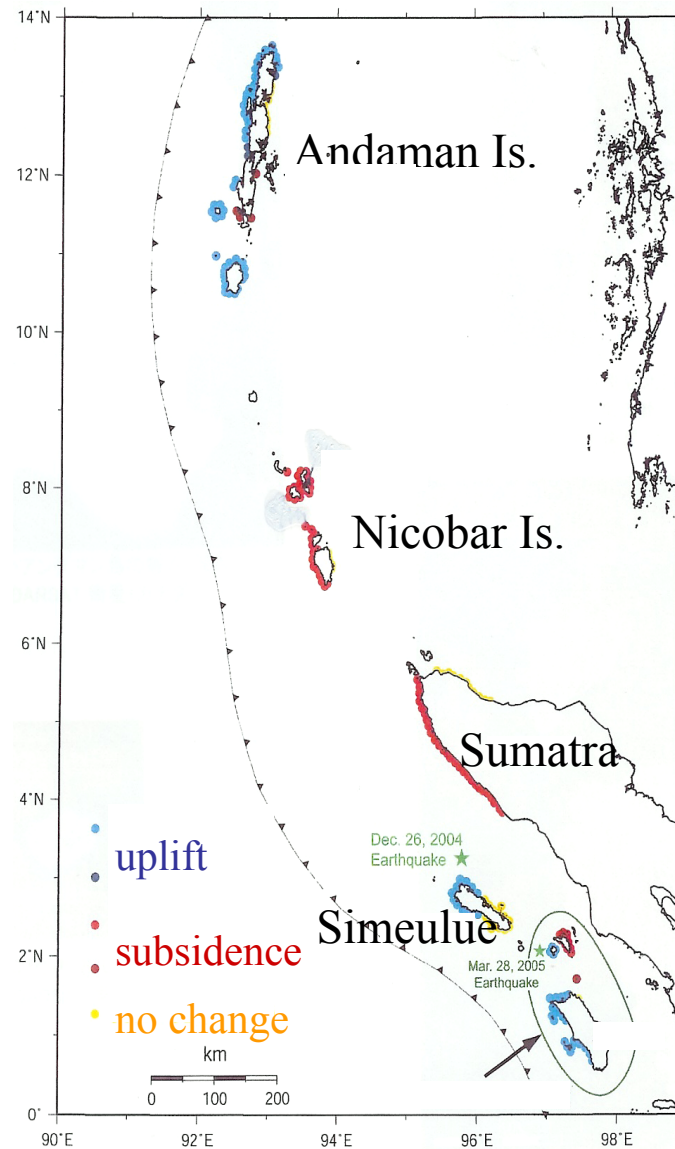 14°N
Andaman Is.
12°N
10°N
8°N
Nicobar Is.
6°N
Sumatra
4°N
Dec. 26, 2004
Earthquake
uplift
Simeulue
subsidence
2°N
Mar. 28, 2005
Earthquake
no change
km
0 100 200
0°
90°E 92°E 94°E 96°E 98°E